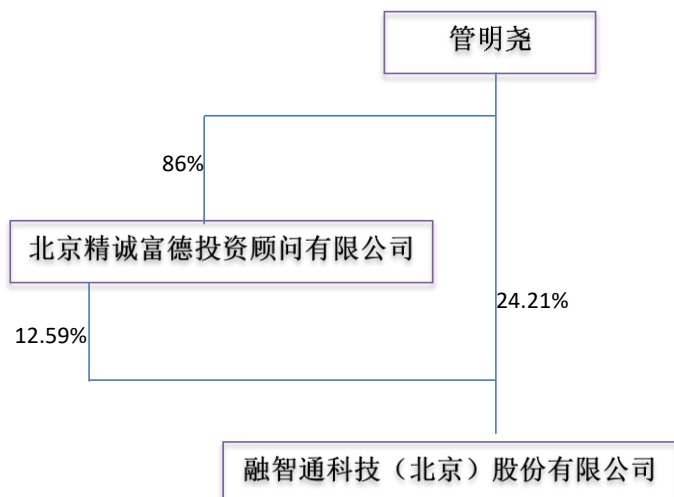 管明尧
86%
北京精诚富德投资顾问有限公司
24.21%
12.59%
融智通科技（北京）股份有限公司